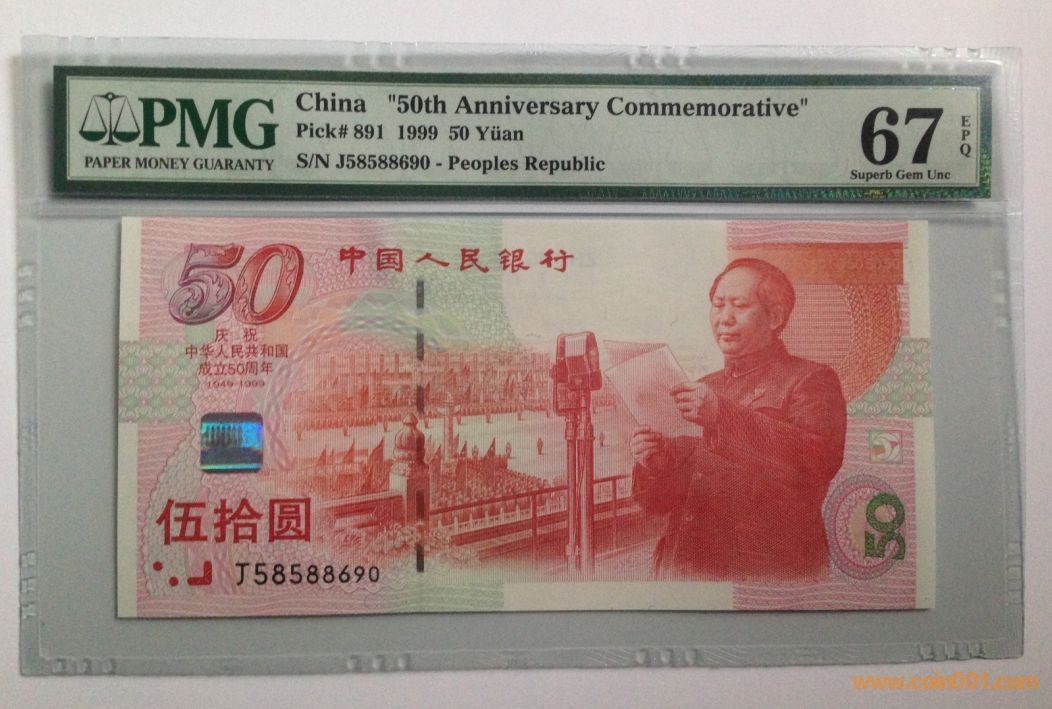 PMG
PAPER MONEY GUARANTY
China "50th Anniversary Commemorative"
Pick# 891 1999 50 Yüan
S/N J58588690 - Peoples Republic
67
EPQ
Superb Gem Unc
50
中国人民银行
庆祝
中华人民共和国
成立50周年
1949-1999
伍拾圆
J58588690
50
www.coin001.com